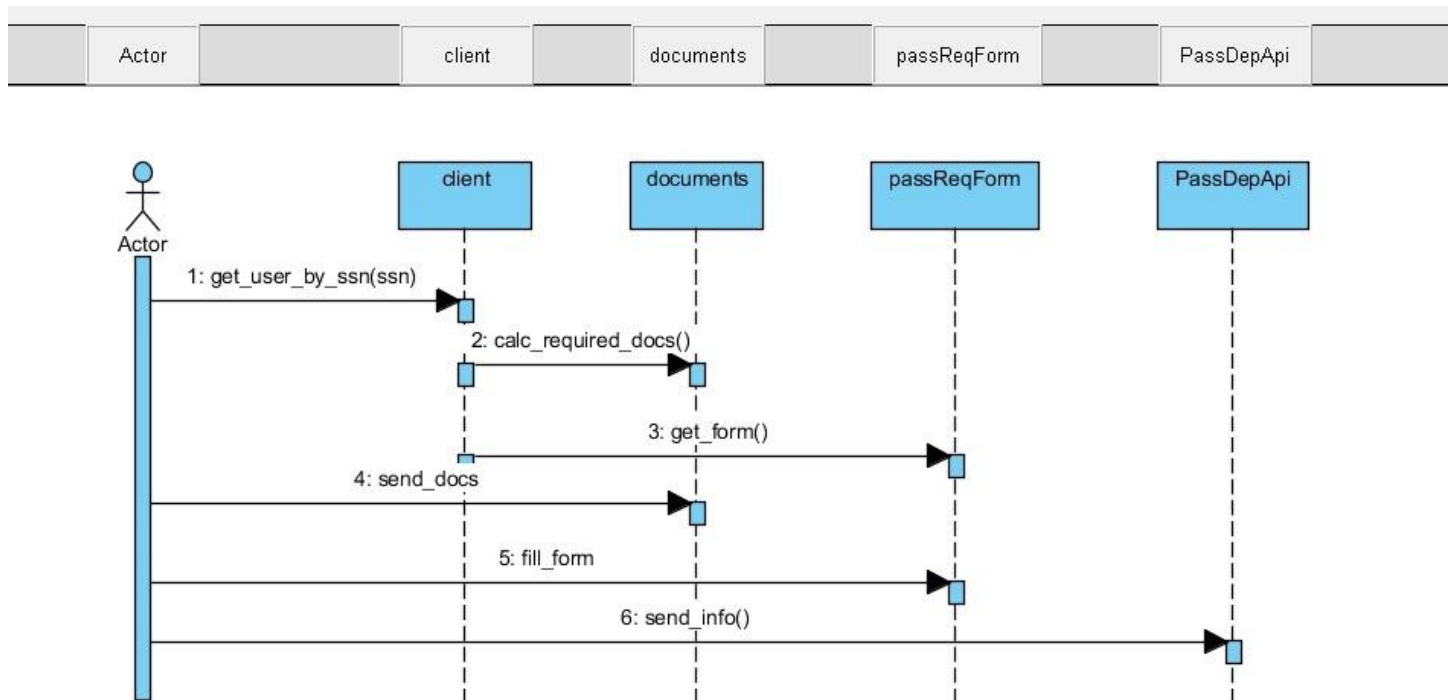 Actor
client
documents
passReqForm
PassDepApi
client
documents
passReqForm
PassDepApi
Actor
1: get_user_by_ssn(ssn)
2: calc_required_docs()
3: get_form()
4: send_docs
5: fill_form
6: send_info()